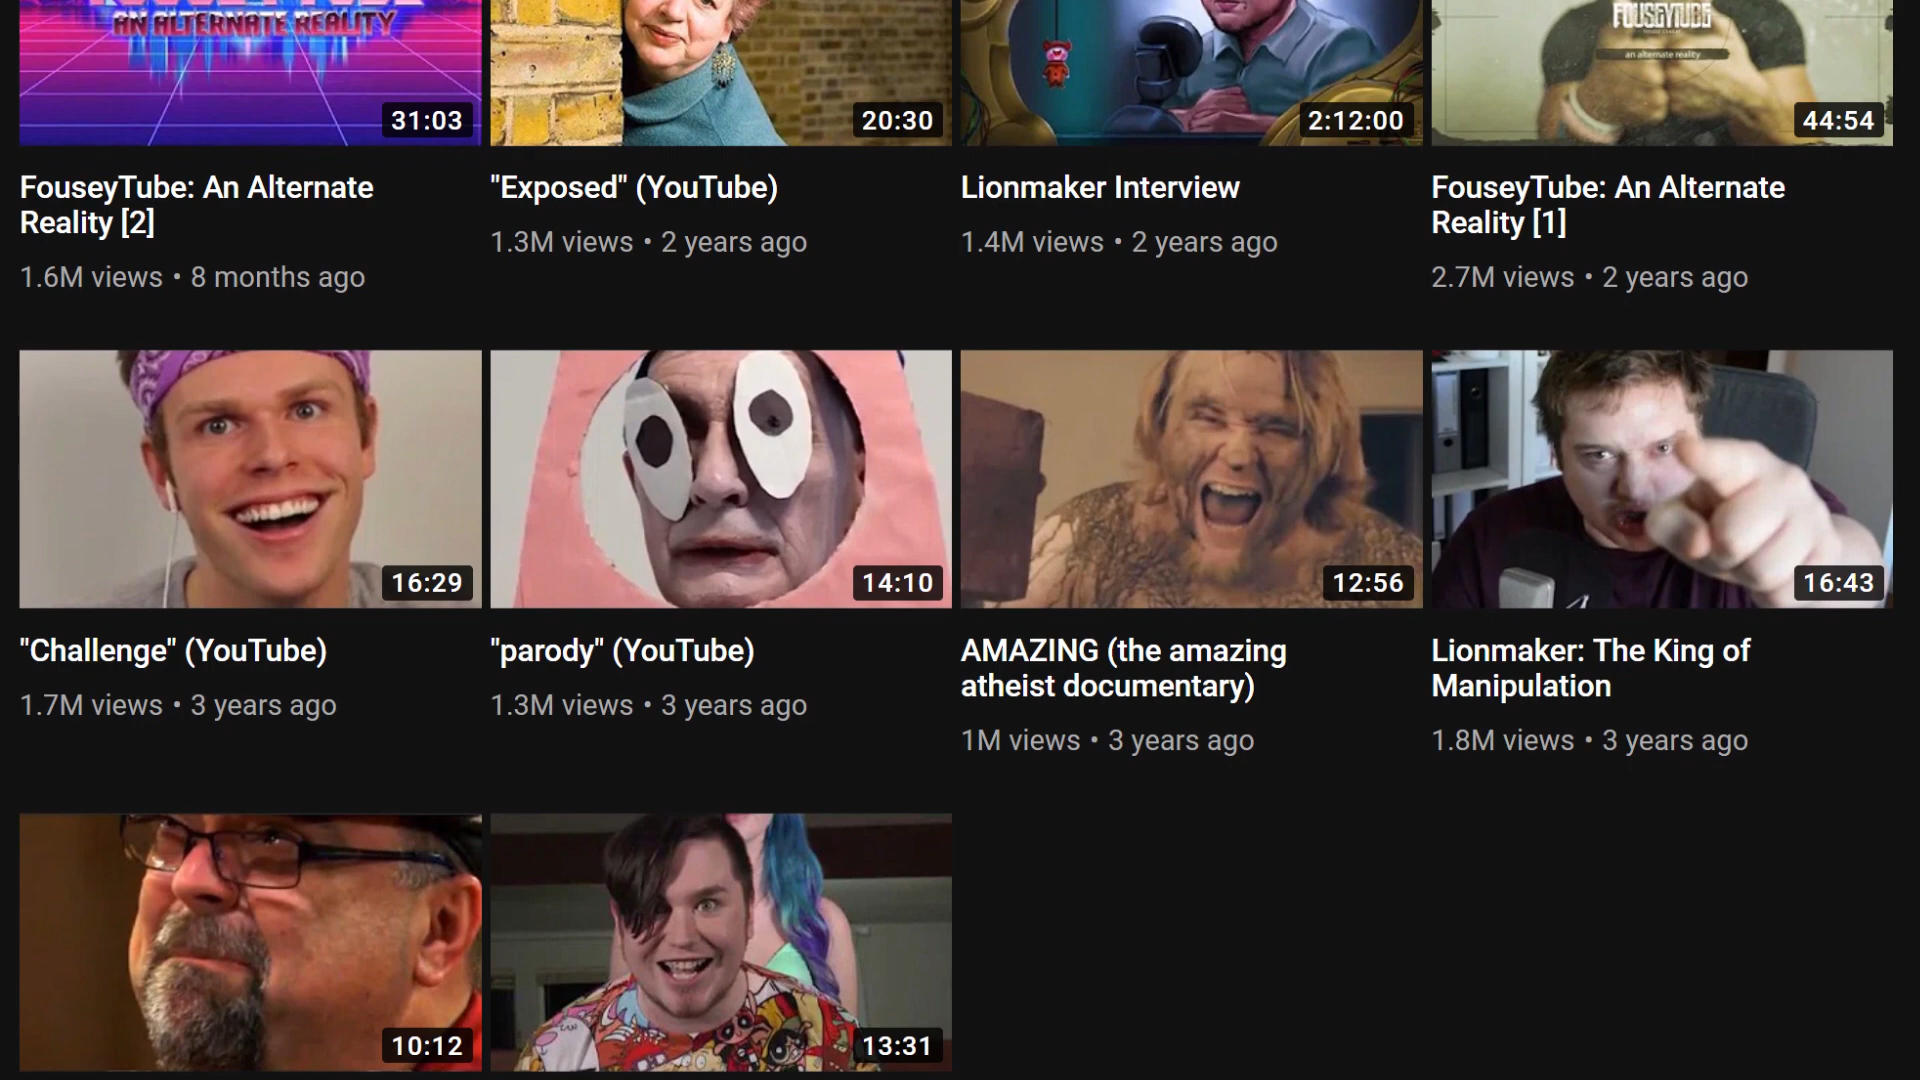 AN ALTERNATE REALITY
31:03
20:30
2:12:00
FOUSEYTUBE
an alternate reality
44:54
FouseyTube: An Alternate
Reality [2]
1.6M views • 8 months ago
"Exposed" (YouTube)
1.3M views • 2 years ago
Lionmaker Interview
1.4M views • 2 years ago
FouseyTube: An Alternate
Reality [1]
2.7M views • 2 years ago
16:29
14:10
12:56
16:43
"Challenge" (YouTube)
1.7M views • 3 years ago
"parody" (YouTube)
1.3M views • 3 years ago
AMAZING (the amazing
atheist documentary)
1M views • 3 years ago
Lionmaker: The King of
Manipulation
1.8M views • 3 years ago
10:12
13:31